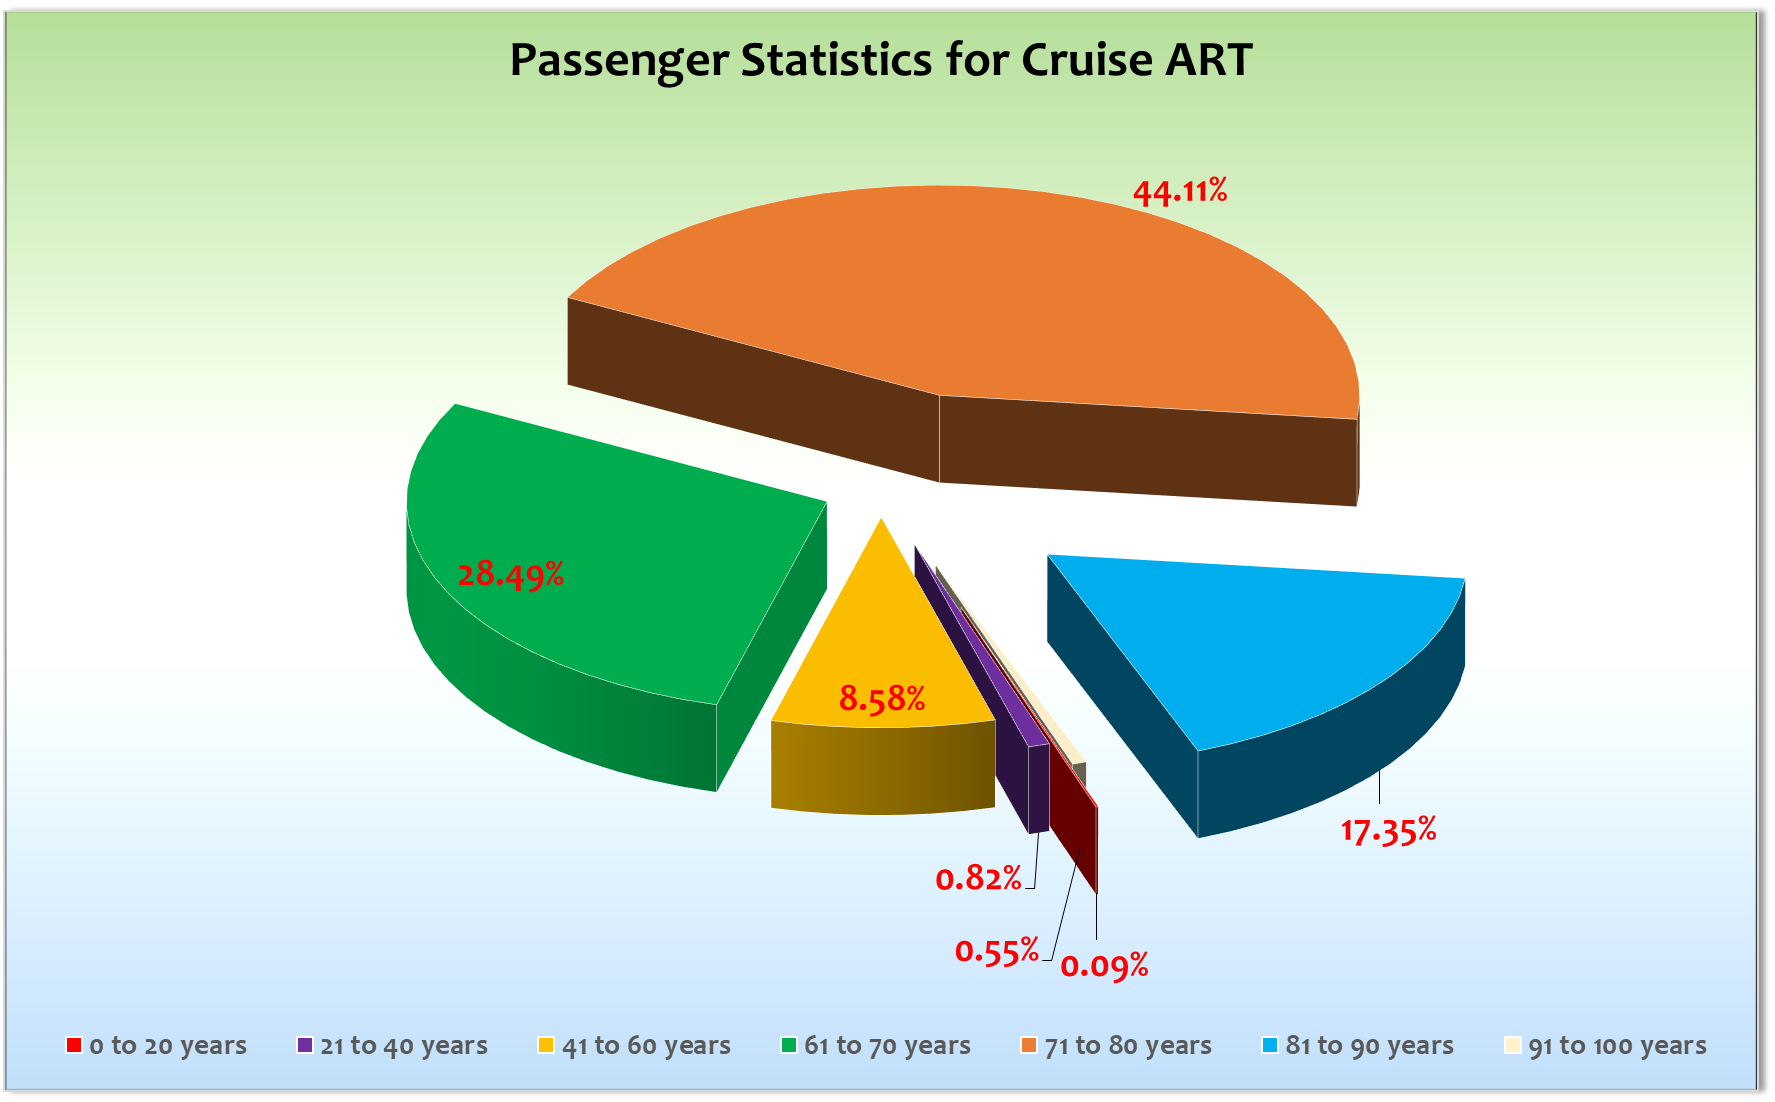 Passenger Statistics for Cruise ART
44.11%
28.49%
8.58%
17.35%
0.82%
0.55%
0.09%
0 to 20 years
21 to 40 years
41 to 60 years
61 to 70 years
71 to 80 years
81 to 90 years
91 to 100 years